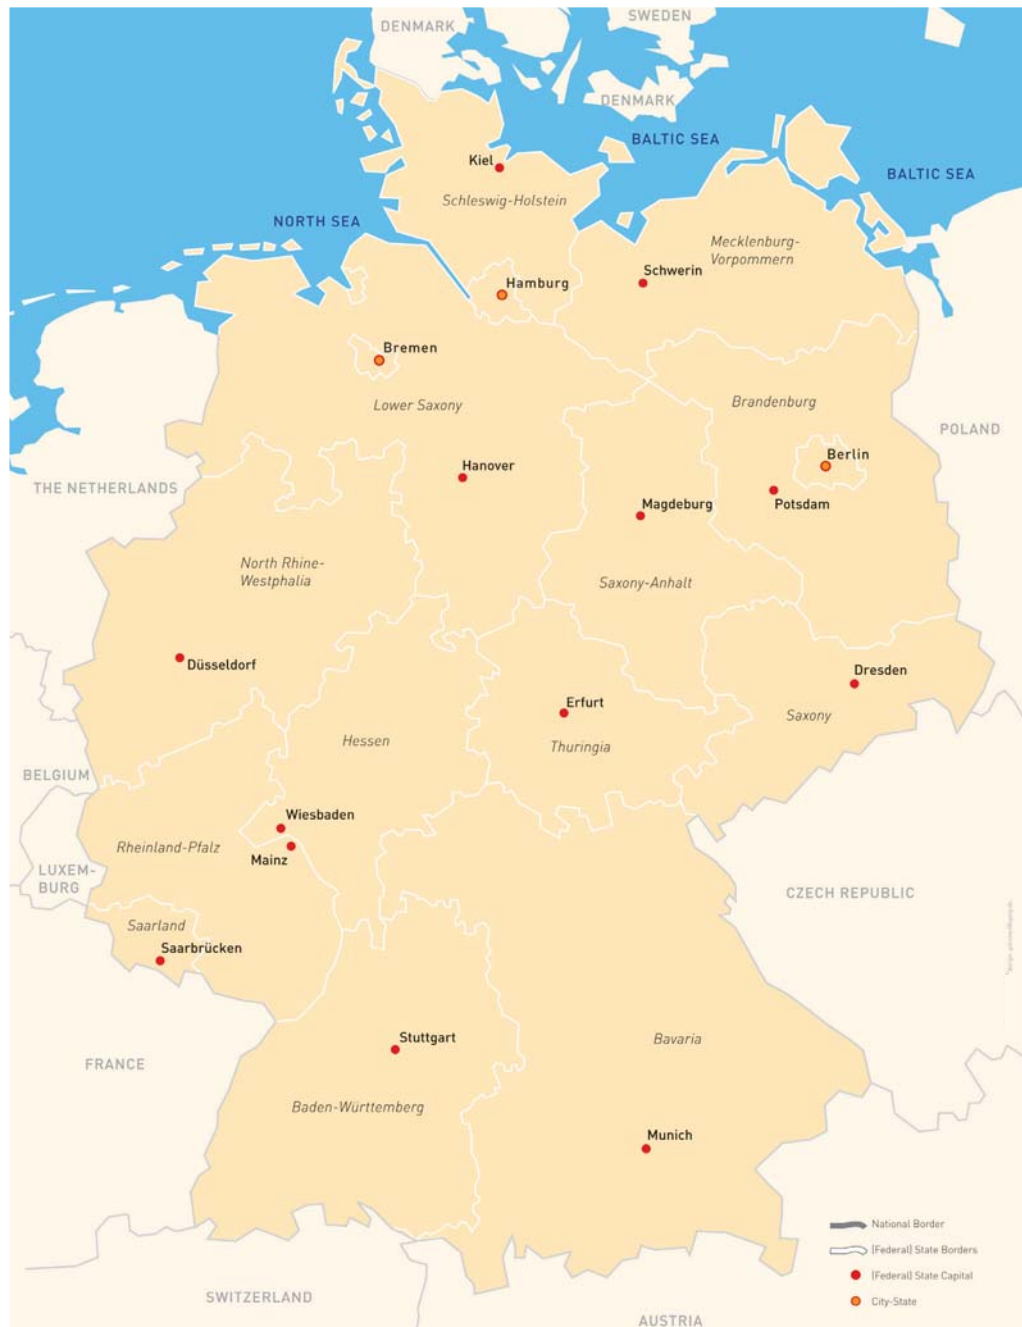 SWEDEN
DENMARK
DENMARK
BALTIC SEA
Kiel
BALTIC SEA
Schleswig-Holstein
NORTH SEA
Mecklenburg-
Vorpommern
Schwerin
Hamburg
Bremen
Brandenburg
Lower Saxony
POLAND
Berlin
Hanover
THE NETHERLANDS
Magdeburg
Potsdam
North Rhine-
Westphalia
Saxony-Anhalt
Düsseldorf
Dresden
Erfurt
Saxony
Hessen
Thuringia
BELGIUM
Wiesbaden
Rheinland-Pfalz
Mainz
LUXEM-
BURG
CZECH REPUBLIC
Saarland
Saarbrücken
Stuttgart
Bavaria
FRANCE
Baden-Württemberg
Munich
National Border
(Federal) State Borders
(Federal) State Capital
City-State
SWITZERLAND
AUSTRIA